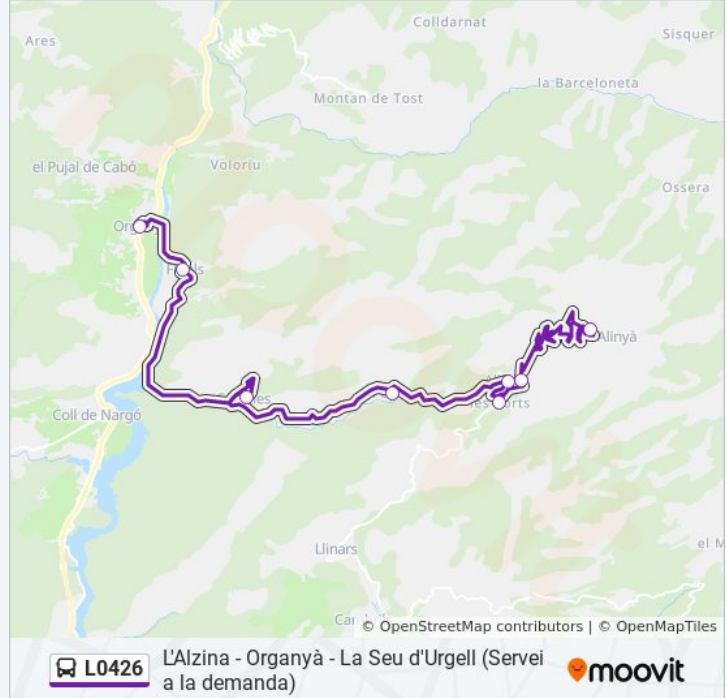 Colldarnat
Ares
Sisquer
la Barceloneta
Montan de Tost
el Pujal de Cabó
Voloriu
Ossera
Alinyà
Coll de Nargó
Llinars
el M
© OpenStreetMap contributors | © OpenMapTiles
L0426
L'Alzina - Organyà - La Seu d'Urgell (Servei
a la demanda)
moovit